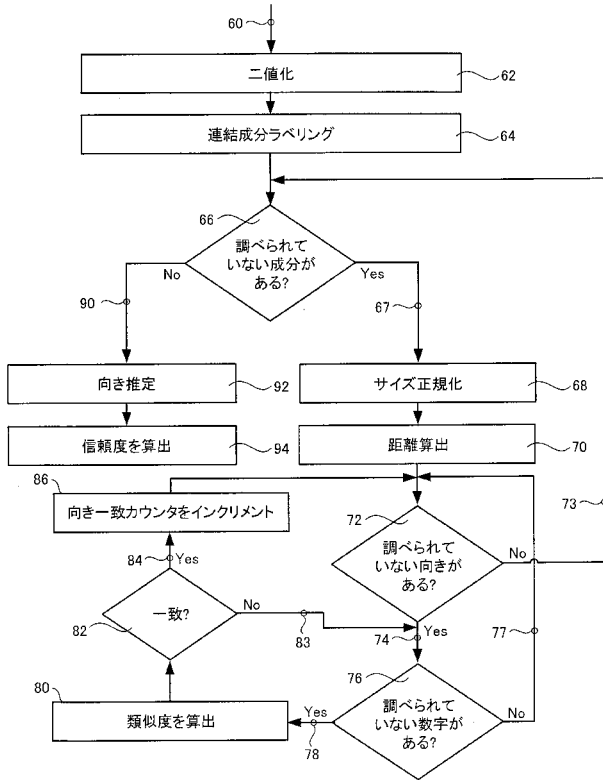 60
二値化
62
連結成分ラベリング
64
66
調べられて
いない成分が
ある?
No
Yes
90
67
向き推定
92
サイズ正規化
68
信頼度を算出
94
距離算出
70
86
向き一致カウンタをインクリメント
72
調べられて
いない向きが
ある?
No
73
84
Yes
一致?
82
No
83
74
Yes
77
76
調べられて
いない数字が
ある?
No
80
類似度を算出
Yes
78